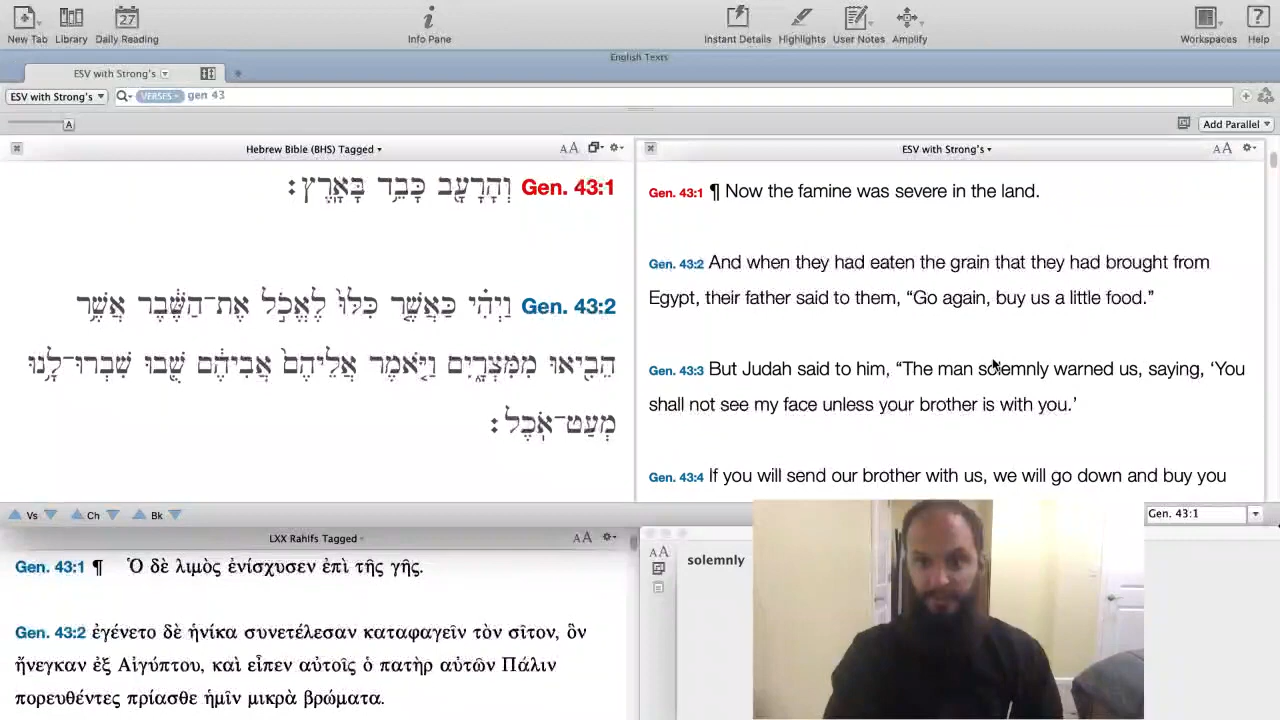 New Tab Library Daily Reading Info Pane Instant Details Highlights User Notes Amplify Workspaces Help
27
English Texts
ESV with Strong's
ESV with Strong's VERSES gen 43
A Add Parallel
Hebrew Bible (BHS) Tagged AA
Gen. 43:1 וְהָרָעָ֖ב כָּבֵ֥ד בָּאָֽרֶץ׃
Gen. 43:2 וַיְהִ֗י כַּאֲשֶׁ֤ר כִּלּוּ֙ לֶאֱכֹ֣ל אֶת־הַשֶּׁ֔בֶר אֲשֶׁ֥ר
הֵבִ֖יאוּ מִמִּצְרָ֑יִם וַיֹּ֤אמֶר אֲלֵיהֶם֙ אֲבִיהֶ֔ם שֻׁ֖בוּ שִׁבְרוּ־לָ֥נוּ
מְעַט־אֹֽכֶל׃
ESV with Strong's AA
Gen. 43:1 ¶ Now the famine was severe in the land.
Gen. 43:2 And when they had eaten the grain that they had brought from
Egypt, their father said to them, “Go again, buy us a little food.”
Gen. 43:3 But Judah said to him, “The man solemnly warned us, saying, ‘You
shall not see my face unless your brother is with you.’
Gen. 43:4 If you will send our brother with us, we will go down and buy you
Vs Ch Bk Gen. 43:1
LXX Rahlfs Tagged AA
Gen. 43:1 ¶ Ὁ δὲ λιμὸς ἐνίσχυσεν ἐπὶ τῆς γῆς.
Gen. 43:2 ἐγένετο δὲ ἡνίκα συνετέλεσαν καταφαγεῖν τὸν σῖτον, ὃν
ἤνεγκαν ἐξ Αἰγύπτου, καὶ εἶπεν αὐτοῖς ὁ πατὴρ αὐτῶν Πάλιν
πορευθέντες πρίασθε ἡμῖν μικρὰ βρώματα.
AA solemnly